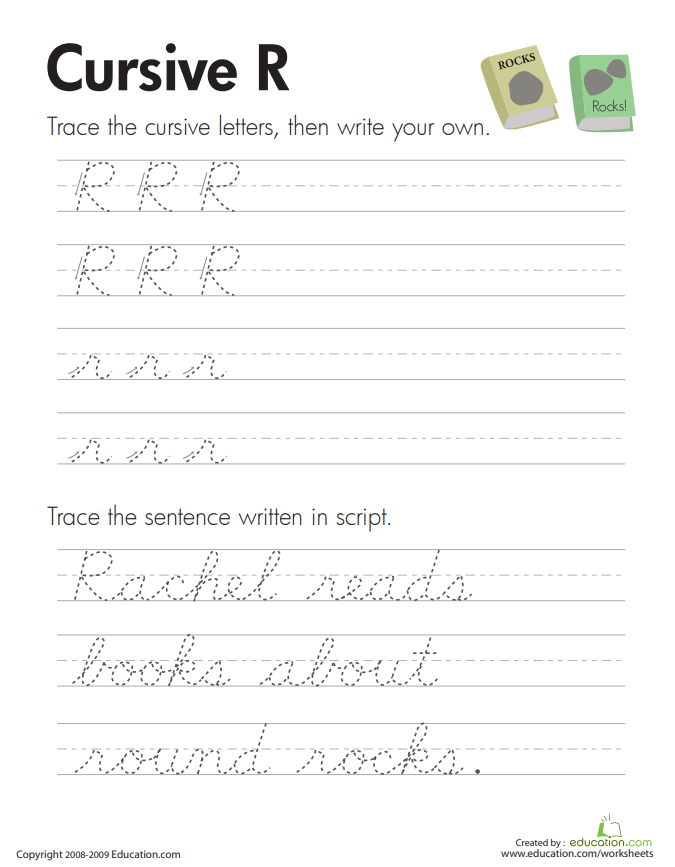 Cursive R
ROCKS
Rocks!
Trace the cursive letters, then write your own.
R R R
R R R
r r r
r r r
Trace the sentence written in script.
Rachel reads
books about
round rocks.
Created by : education.com
Copyright 2008-2009 Education.com
www.education.com/worksheets